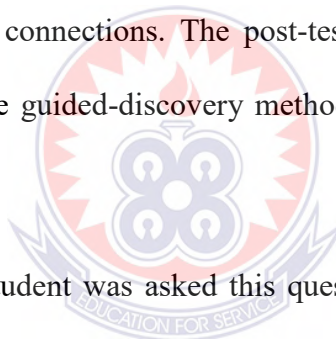 connections. The post-tes
e guided-discovery metho
udent was asked this ques
EDUCATION FOR SERVICE